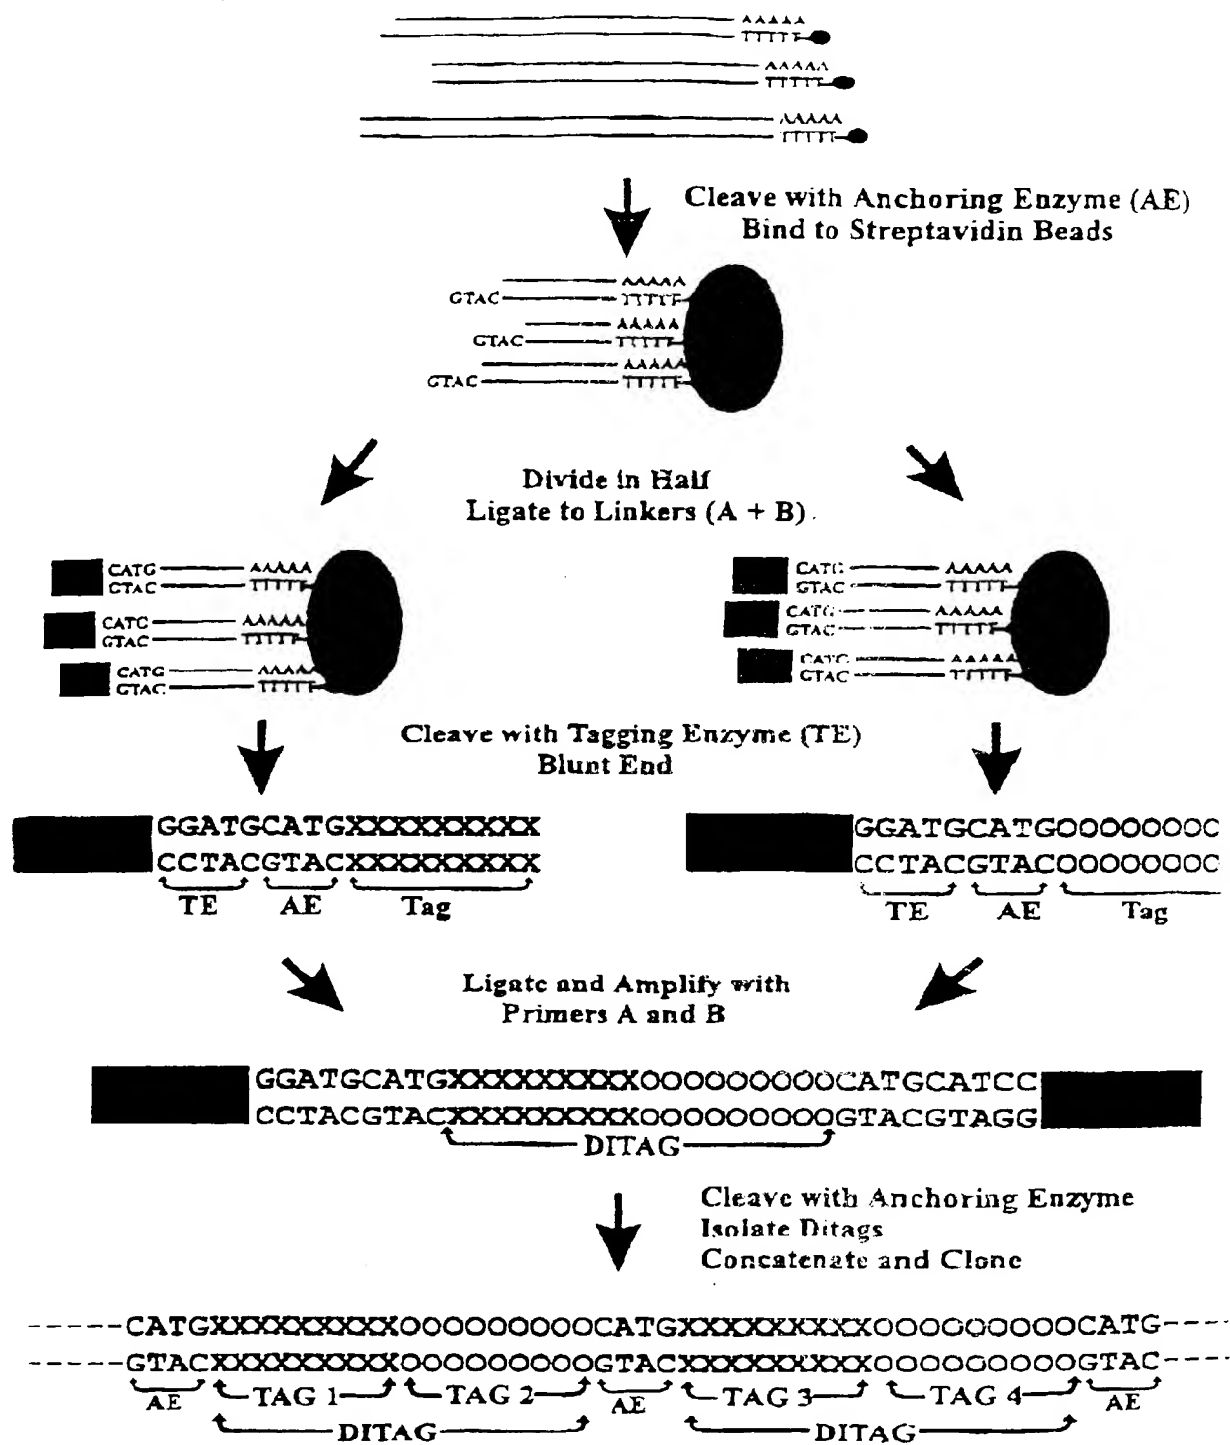 AAAAA
TTTTT
AAAAA
TTTTT
AAAAA
TTTTT
Cleave with Anchoring Enzyme (AE)
Bind to Streptavidin Beads
AAAAA
GTAC TTTTT
AAAAA
GTAC TTTTT
AAAAA
GTAC TTTTT
Divide in Half
Ligate to Linkers (A + B)
CATG AAAAA
GTAC TTTTT
CATG AAAAA
GTAC TTTTT
CATG AAAAA
GTAC TTTTT
CATG AAAAA
GTAC TTTTT
CATG AAAAA
GTAC TTTTT
CATG AAAAA
GTAC TTTTT
Cleave with Tagging Enzyme (TE)
Blunt End
GGATGCATGXXXXXXXXX
CCTACGTACXXXXXXXXX
TE AE Tag
GGATGCATGOOOOOOOC
CCTACGTACOOOOOOOC
TE AE Tag
Ligate and Amplify with
Primers A and B
GGATGCATGXXXXXXXXXOOOOOOOOOCATGCATCC
CCTACGTACXXXXXXXXXOOOOOOOOOGTACGTAGG
DITAG
Cleave with Anchoring Enzyme
Isolate Ditags
Concatenate and Clone
-----CATGXXXXXXXXXOOOOOOOOOCATGXXXXXXXXXOOOOOOOOOCATG----
-----GTACXXXXXXXXXOOOOOOOOOGTACXXXXXXXXXOOOOOOOOOGTAC----
AE TAG 1 TAG 2 AE TAG 3 TAG 4 AE
DITAG DITAG